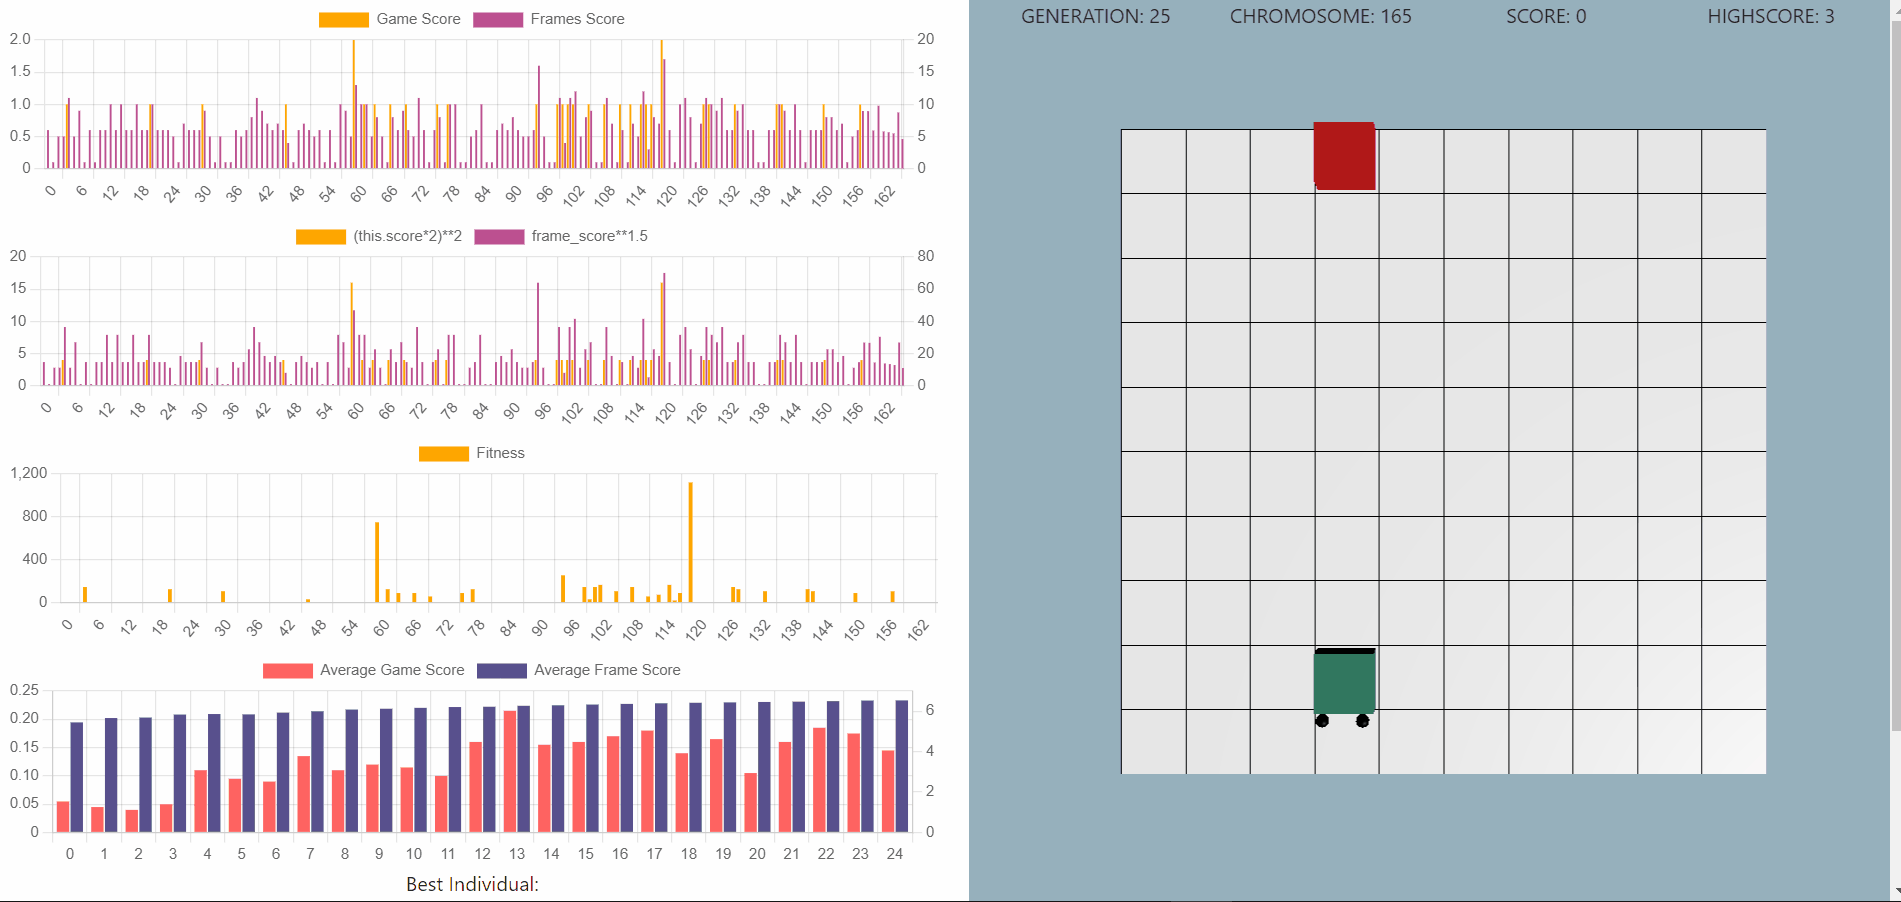 Game Score Frames Score
2.0 20
1.5 15
1.0 10
0.5 5
0 0
0 6 12 18 24 30 36 42 48 54 60 66 72 78 84 90 96 102 108 114 120 126 132 138 144 150 156 162
(this.score*2)**2 frame_score**1.5
20 80
15 60
10 40
5 20
0 0
0 6 12 18 24 30 36 42 48 54 60 66 72 78 84 90 96 102 108 114 120 126 132 138 144 150 156 162
Fitness
1,200
800
400
0
0 6 12 18 24 30 36 42 48 54 60 66 72 78 84 90 96 102 108 114 120 126 132 138 144 150 156 162
Average Game Score Average Frame Score
0.25
0.20 6
0.15 4
0.10
0.05 2
0 0
0 1 2 3 4 5 6 7 8 9 10 11 12 13 14 15 16 17 18 19 20 21 22 23 24
Best Individual:
GENERATION: 25 CHROMOSOME: 165 SCORE: 0 HIGHSCORE: 3